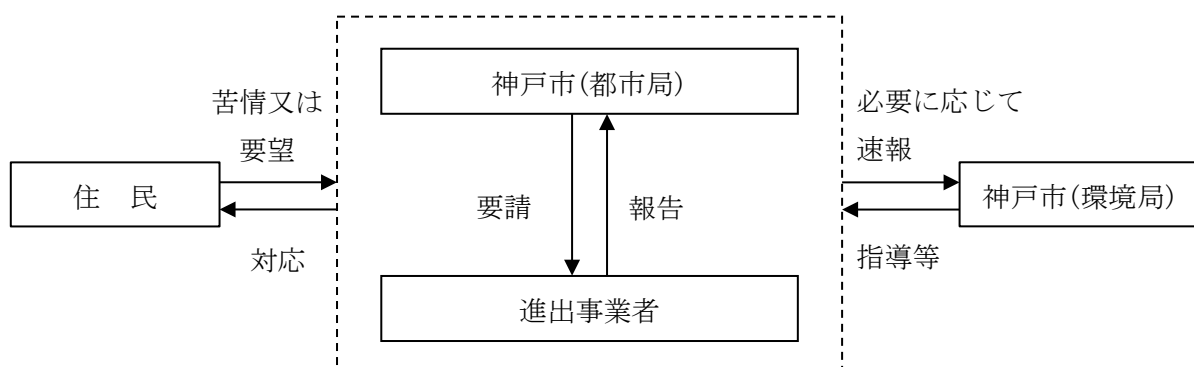 神戸市(都市局)
苦情又は
要望
必要に応じて
速報
住　民
神戸市(環境局)
要請
報告
対応
指導等
進出事業者